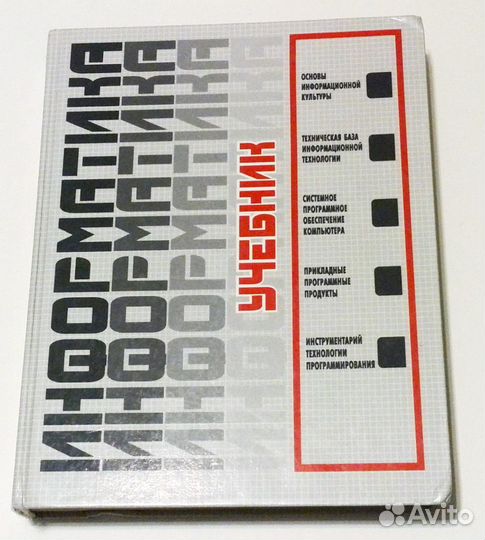 ИНФОРМАТИКА
ИНФОРМАТИКА
ИНФОРМАТИКА
ИНФОРМАТИКА
УЧЕБНИК
ОСНОВЫ
ИНФОРМАЦИОННОЙ
КУЛЬТУРЫ
ТЕХНИЧЕСКАЯ БАЗА
ИНФОРМАЦИОННОЙ
ТЕХНОЛОГИИ
СИСТЕМНОЕ
ПРОГРАММНОЕ
ОБЕСПЕЧЕНИЕ
КОМПЬЮТЕРА
ПРИКЛАДНЫЕ
ПРОГРАММНЫЕ
ПРОДУКТЫ
ИНСТРУМЕНТАРИЙ
ТЕХНОЛОГИИ
ПРОГРАММИРОВАНИЯ
Avito